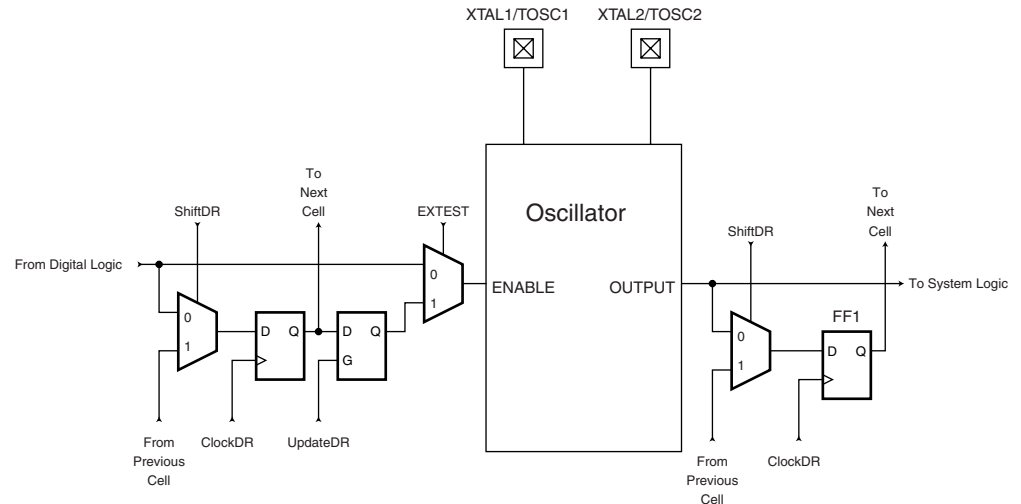 XTAL1/TOSC1
XTAL2/TOSC2
To
Next
Cell
ShiftDR
EXTEST
From Digital Logic
0
1
D Q
D Q
G
0
1
From
Previous
Cell
ClockDR
UpdateDR
Oscillator
ENABLE
OUTPUT
To
Next
Cell
ShiftDR
To System Logic
FF1
0
1
D Q
From
Previous
Cell
ClockDR